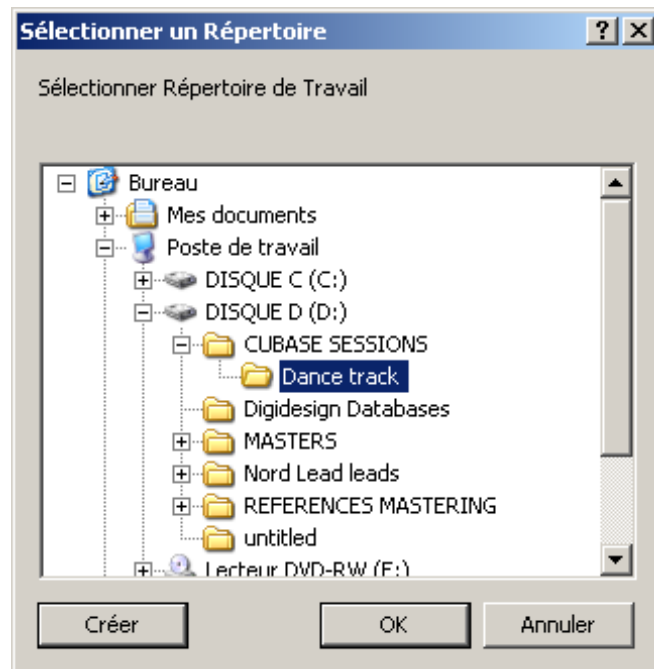 Sélectionner un Répertoire
Sélectionner Répertoire de Travail
Bureau
Mes documents
Poste de travail
DISQUE C (C:)
DISQUE D (D:)
CUBASE SESSIONS
Dance track
Digidesign Databases
MASTERS
Nord Lead leads
REFERENCES MASTERING
untitled
Lecteur DVD-RW (E:)
Créer OK Annuler